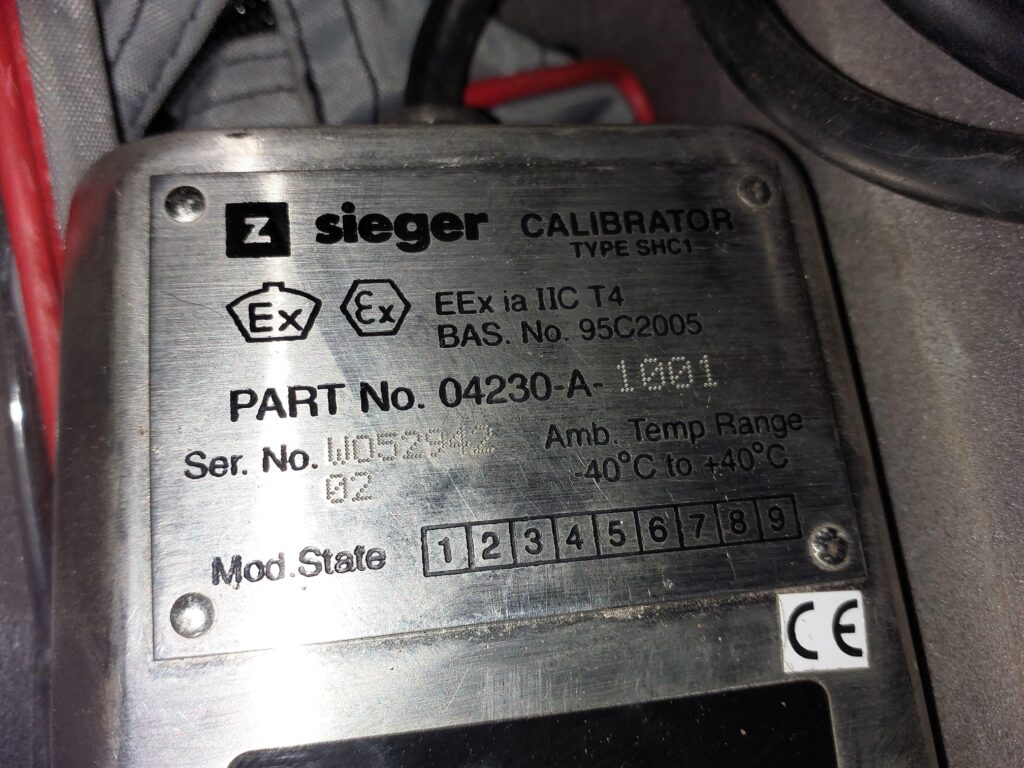 Z sieger CALIBRATOR
TYPE SHC1
Ex Ex EEx ia IIC T4
BAS. No. 95C2005
PART No. 04230-A-1001
Ser. No. W052942
02
Amb. Temp Range
-40°C to +40°C
Mod.State 1 2 3 4 5 6 7 8 9
CE